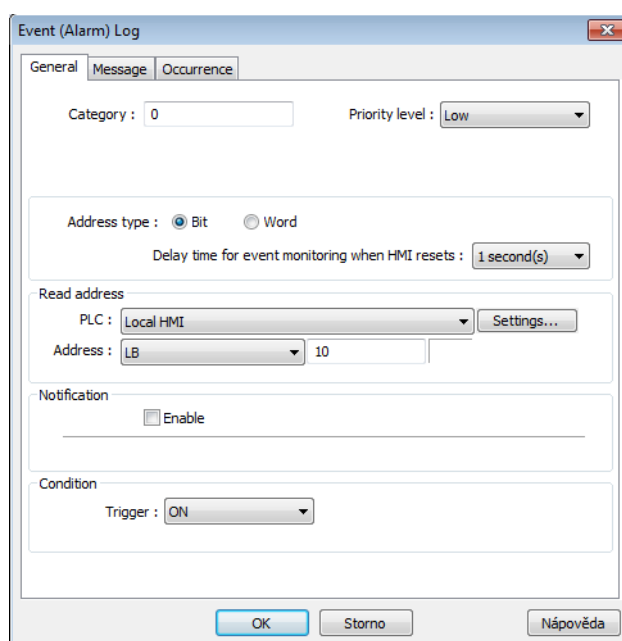 Event (Alarm) Log
General Message Occurrence
Category : 0 Priority level : Low
Address type : Bit Word
Delay time for event monitoring when HMI resets : 1 second(s)
Read address
PLC : Local HMI Settings...
Address : LB 10
Notification
Enable
Condition
Trigger : ON
OK Storno Nápověda